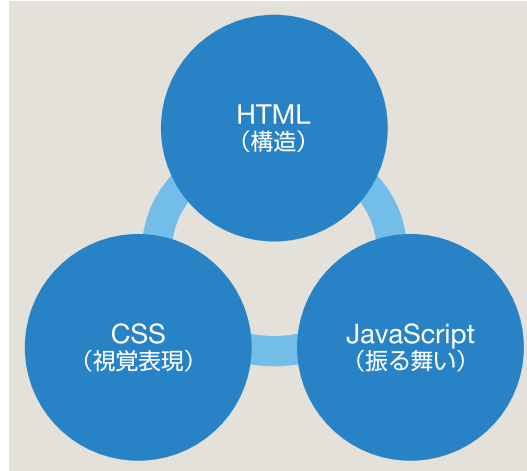 HTML
（構造）
CSS
（視覚表現）
JavaScript
（振る舞い）